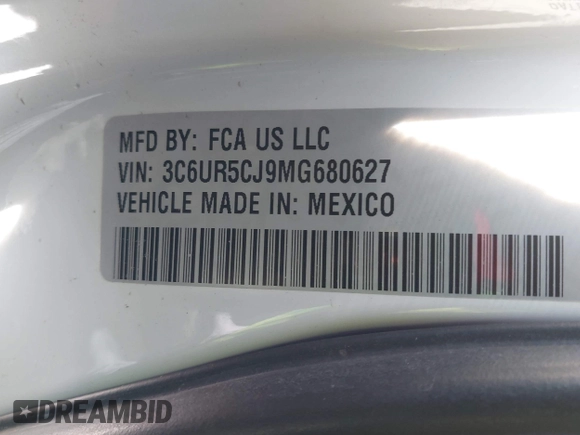 MFD BY: FCA US LLC
VIN: 3C6UR5CJ9MG680627
VEHICLE MADE IN: MEXICO
DREAMBID